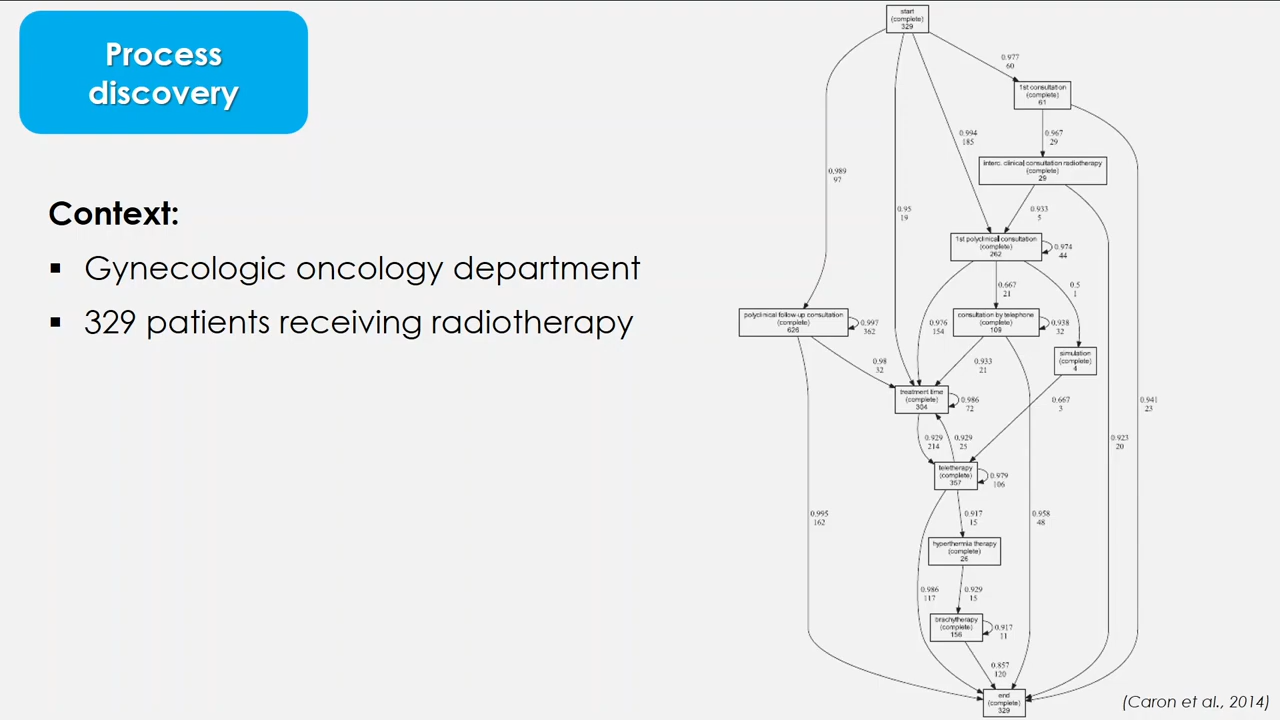 Process
discovery
Context:
▪ Gynecologic oncology department
▪ 329 patients receiving radiotherapy
start
(complete)
329
0.977
60
1st consultation
(complete)
61
0.994
185
0.967
29
interc. clinical consultation radiotherapy
(complete)
29
0.989
97
0.95
19
0.933
5
1st polyclinical consultation
(complete)
262
0.974
44
0.667
21
0.5
1
polyclinical follow-up consultation
(complete)
626
0.997
362
0.976
154
consultation by telephone
(complete)
109
0.938
32
simulation
(complete)
4
0.98
32
0.933
21
treatment time
(complete)
304
0.986
72
0.667
3
0.941
23
0.929
214
0.929
25
0.923
20
teletherapy
(complete)
357
0.979
106
0.995
162
0.917
15
0.958
48
hyperthermia therapy
(complete)
26
0.986
117
0.929
15
brachytherapy
(complete)
156
0.917
11
0.857
120
end
(complete)
329
(Caron et al., 2014)